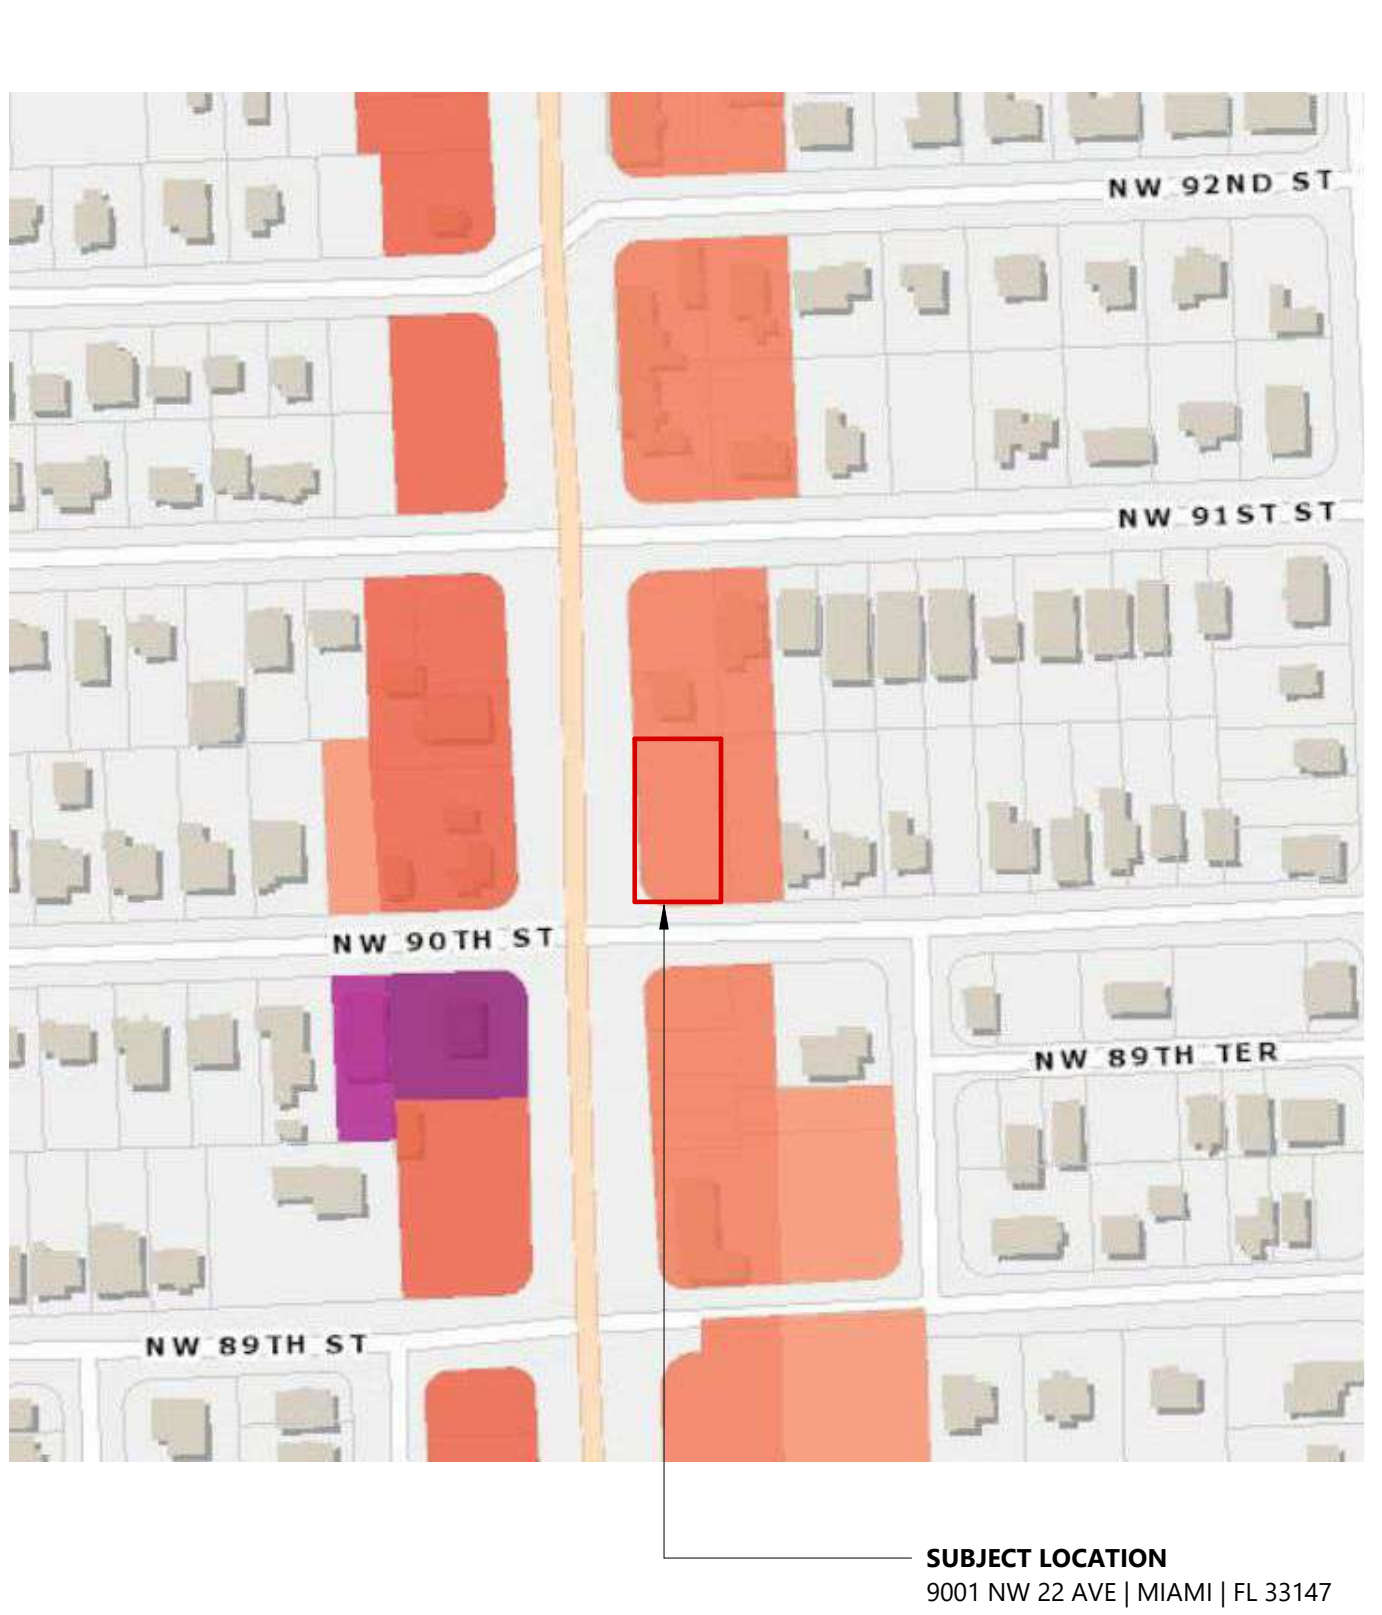 NW 92ND ST
NW 91ST ST
NW 90TH ST
NW 89TH TER
NW 89TH ST
SUBJECT LOCATION
9001 NW 22 AVE | MIAMI | FL 33147